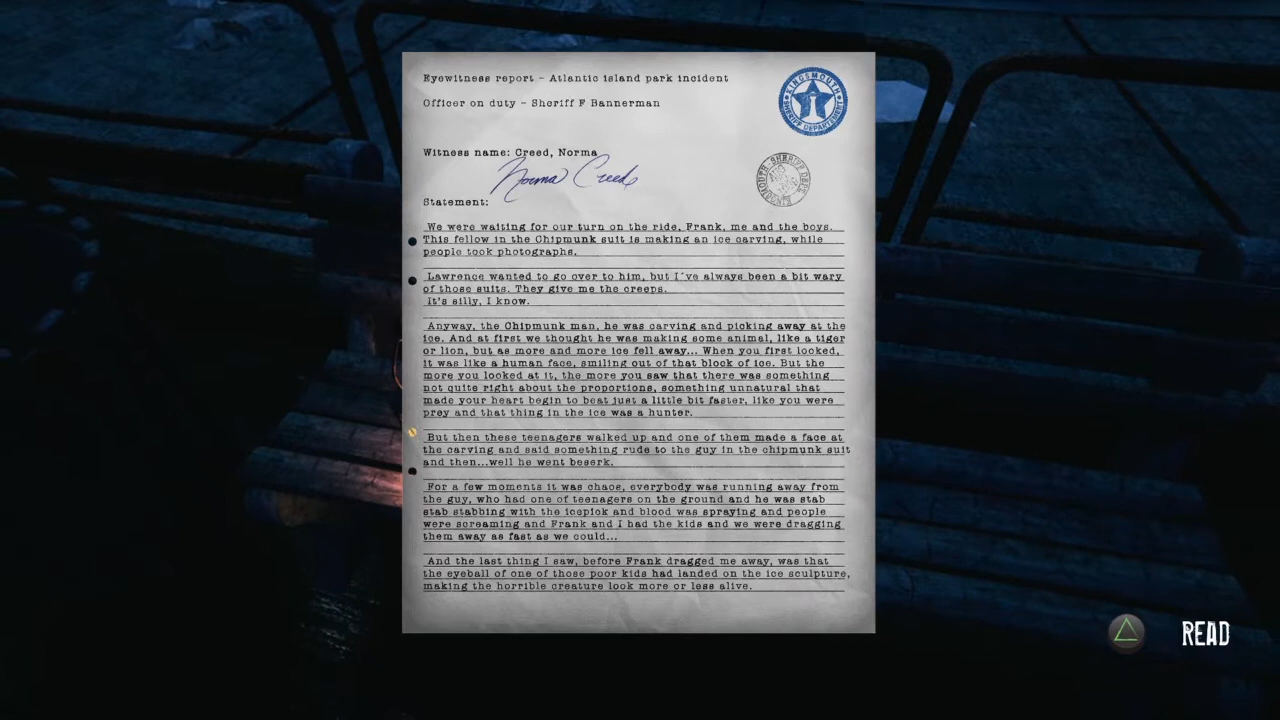 Eyewitness report - Atlantic island park incident
Officer on duty - Sheriff F Bannerman
KINGSMOUTH
SHERIFF DEPARTMENT
Witness name: Creed, Norma
Norma Creed
KINGSMOUTH SHERIFF DEPT
Statement:
We were waiting for our turn on the ride, Frank, me and the boys.
This fellow in the Chipmunk suit is making an ice carving, while
people took photographs.
Lawrence wanted to go over to him, but I´ve always been a bit wary
of those suits. They give me the creeps.
It's silly, I know.
Anyway, the Chipmunk man, he was carving and picking away at the
ice. And at first we thought he was making some animal, like a tiger
or lion, but as more and more ice fell away... When you first looked,
it was like a human face, smiling out of that block of ice. But the
more you looked at it, the more you saw that there was something
not quite right about the proportions, something unnatural that
made your heart begin to beat just a little bit faster, like you were
prey and that thing in the ice was a hunter.
But then these teenagers walked up and one of them made a face at
the carving and said something rude to the guy in the chipmunk suit
and then...well he went beserk.
For a few moments it was chaos, everybody was running away from
the guy, who had one of teenagers on the ground and he was stab
stab stabbing with the icepick and blood was spraying and people
were screaming and Frank and I had the kids and we were dragging
them away as fast as we could...
And the last thing I saw, before Frank dragged me away, was that
the eyeball of one of those poor kids had landed on the ice sculpture,
making the horrible creature look more or less alive.
READ